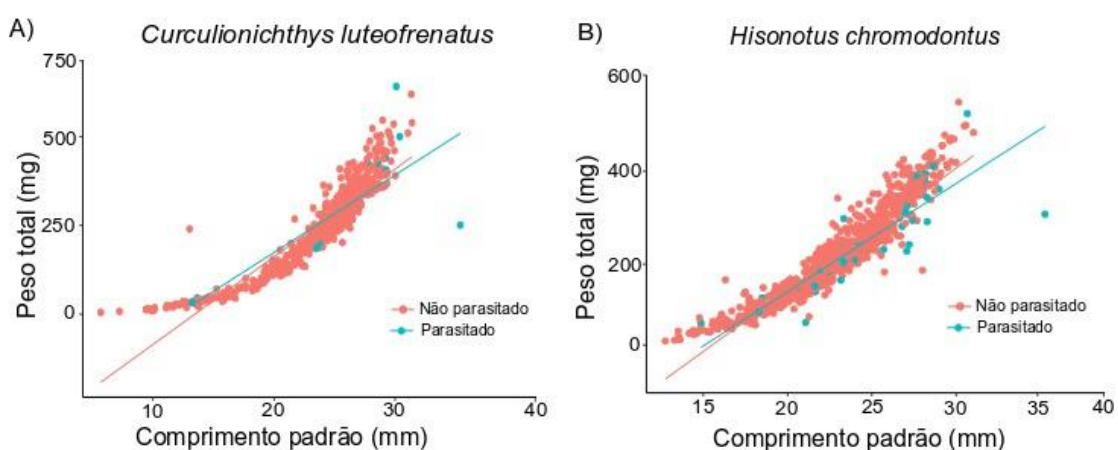 A)
Curculionichthys luteofrenatus
750
500
250
0
Peso total (mg)
Não parasitado
Parasitado
10
20
30
40
Comprimento padrão (mm)
B)
Hisonotus chromodontus
600
400
200
0
Peso total (mg)
Não parasitado
Parasitado
15
20
25
30
35
40
Comprimento padrão (mm)